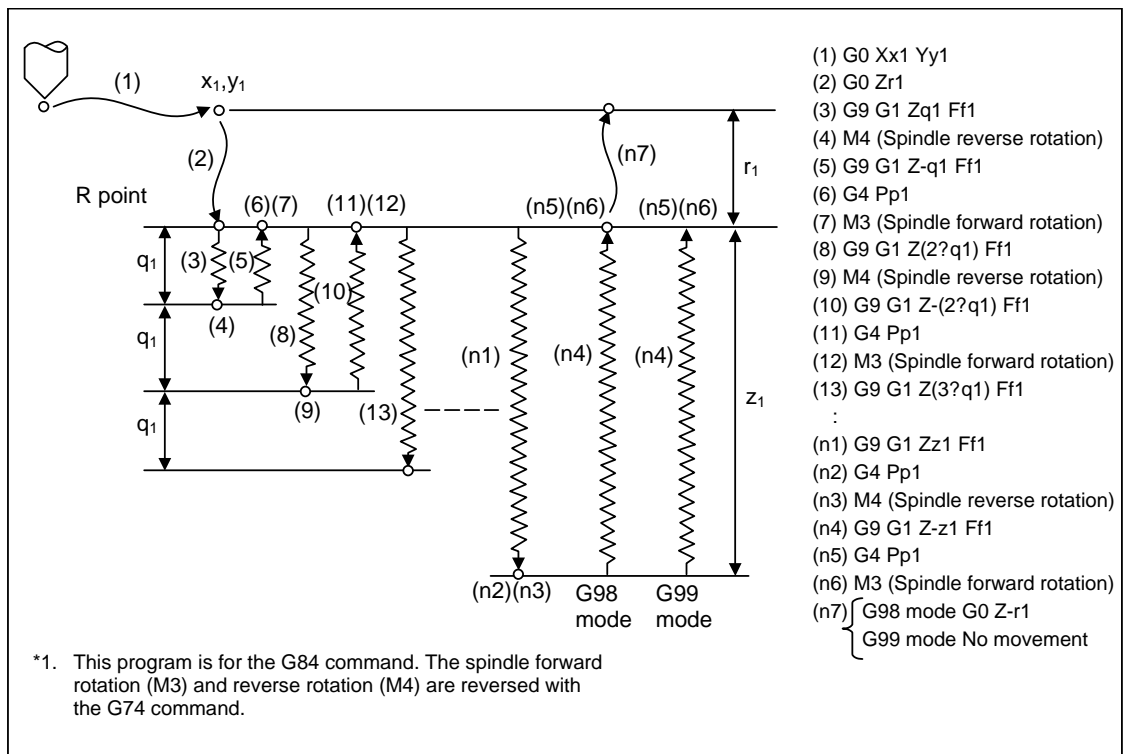 (1)
x1,y1
(2)
R point
(6)(7)
(11)(12)
(n5)(n6)
(n5)(n6)
(n7)
r1
q1
(3)
(5)
(4)
(10)
q1
(8)
(9)
(13)
q1
(n1)
(n4)
(n4)
z1
(n2)(n3)
G98
mode
G99
mode
(1) G0 Xx1 Yy1
(2) G0 Zr1
(3) G9 G1 Zq1 Ff1
(4) M4 (Spindle reverse rotation)
(5) G9 G1 Z-q1 Ff1
(6) G4 Pp1
(7) M3 (Spindle forward rotation)
(8) G9 G1 Z(2?q1) Ff1
(9) M4 (Spindle reverse rotation)
(10) G9 G1 Z-(2?q1) Ff1
(11) G4 Pp1
(12) M3 (Spindle forward rotation)
(13) G9 G1 Z(3?q1) Ff1
:
(n1) G9 G1 Zz1 Ff1
(n2) G4 Pp1
(n3) M4 (Spindle reverse rotation)
(n4) G9 G1 Z-z1 Ff1
(n5) G4 Pp1
(n6) M3 (Spindle forward rotation)
(n7) G98 mode G0 Z-r1
G99 mode No movement
*1. This program is for the G84 command. The spindle forward
rotation (M3) and reverse rotation (M4) are reversed with
the G74 command.